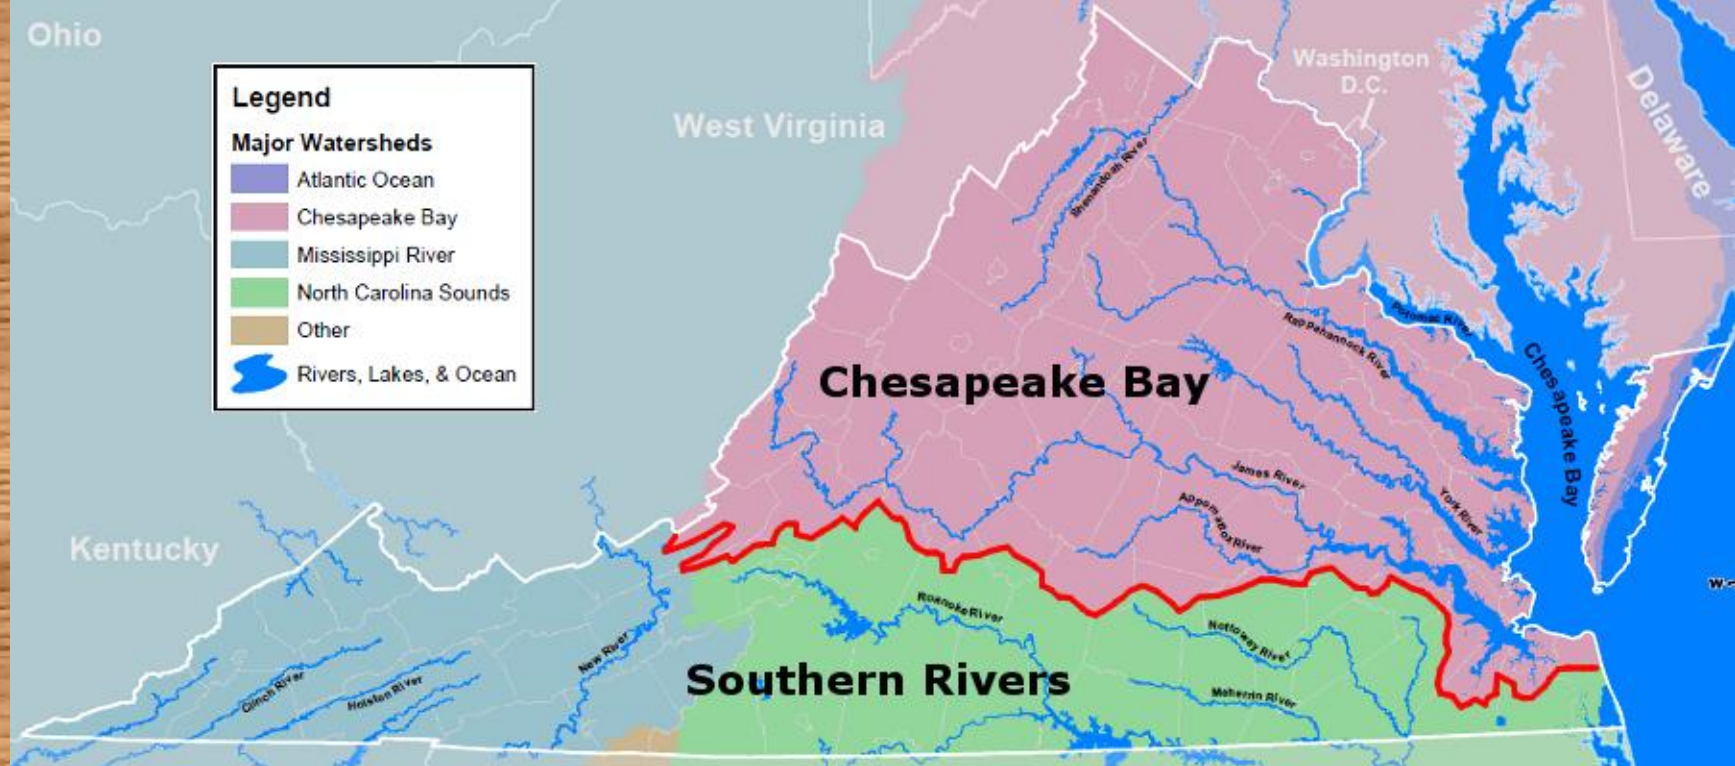 Ohio
Legend
Major Watersheds
Atlantic Ocean
Chesapeake Bay
Mississippi River
North Carolina Sounds
Other
Rivers, Lakes, & Ocean
West Virginia
Washington
D.C.
Delaware
Shenandoah River
Potomac River
Rappahannock River
Chesapeake Bay
Chesapeake Bay
James River
York River
Appomattox River
Kentucky
W
Roanoke River
Nottoway River
New River
Southern Rivers
Clinch River
Holston River
Meherrin River